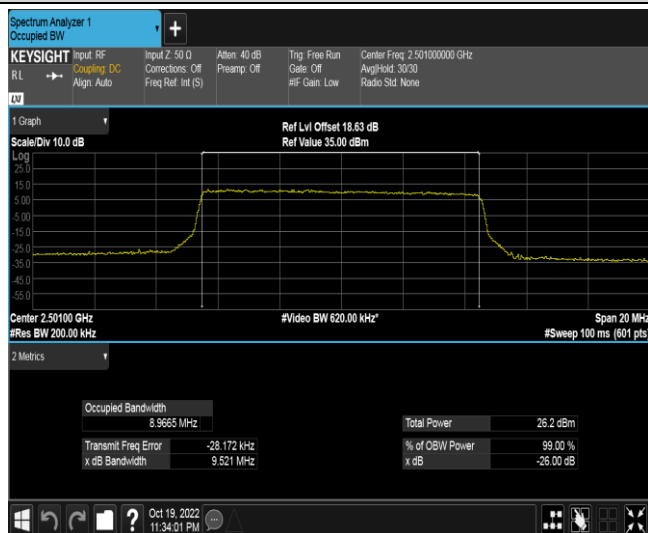 Spectrum Analyzer 1
Occupied BW
KEYSIGHT Input: RF Input Z: 50 Ω Atten: 40 dB Trig: Free Run Center Freq: 2.501000000 GHz
RL Coupling: DC Corrections: Off Preamp: Off Gate: Off Avg|Hold: 30/30
Align: Auto Freq Ref: Int (S) #IF Gain: Low Radio Std: None
LXI
1 Graph
Ref Lvl Offset 18.63 dB
Scale/Div 10.0 dB Ref Value 35.00 dBm
Log
25.0
15.0
5.00
-5.00
-15.0
-25.0
-35.0
-45.0
-55.0
Center 2.50100 GHz #Video BW 620.00 kHz* Span 20 MHz
#Res BW 200.00 kHz #Sweep 100 ms (601 pts)
2 Metrics
Occupied Bandwidth
8.9665 MHz Total Power 26.2 dBm
Transmit Freq Error -28.172 kHz % of OBW Power 99.00 %
x dB Bandwidth 9.521 MHz x dB -26.00 dB
? Oct 19, 2022
11:34:01 PM